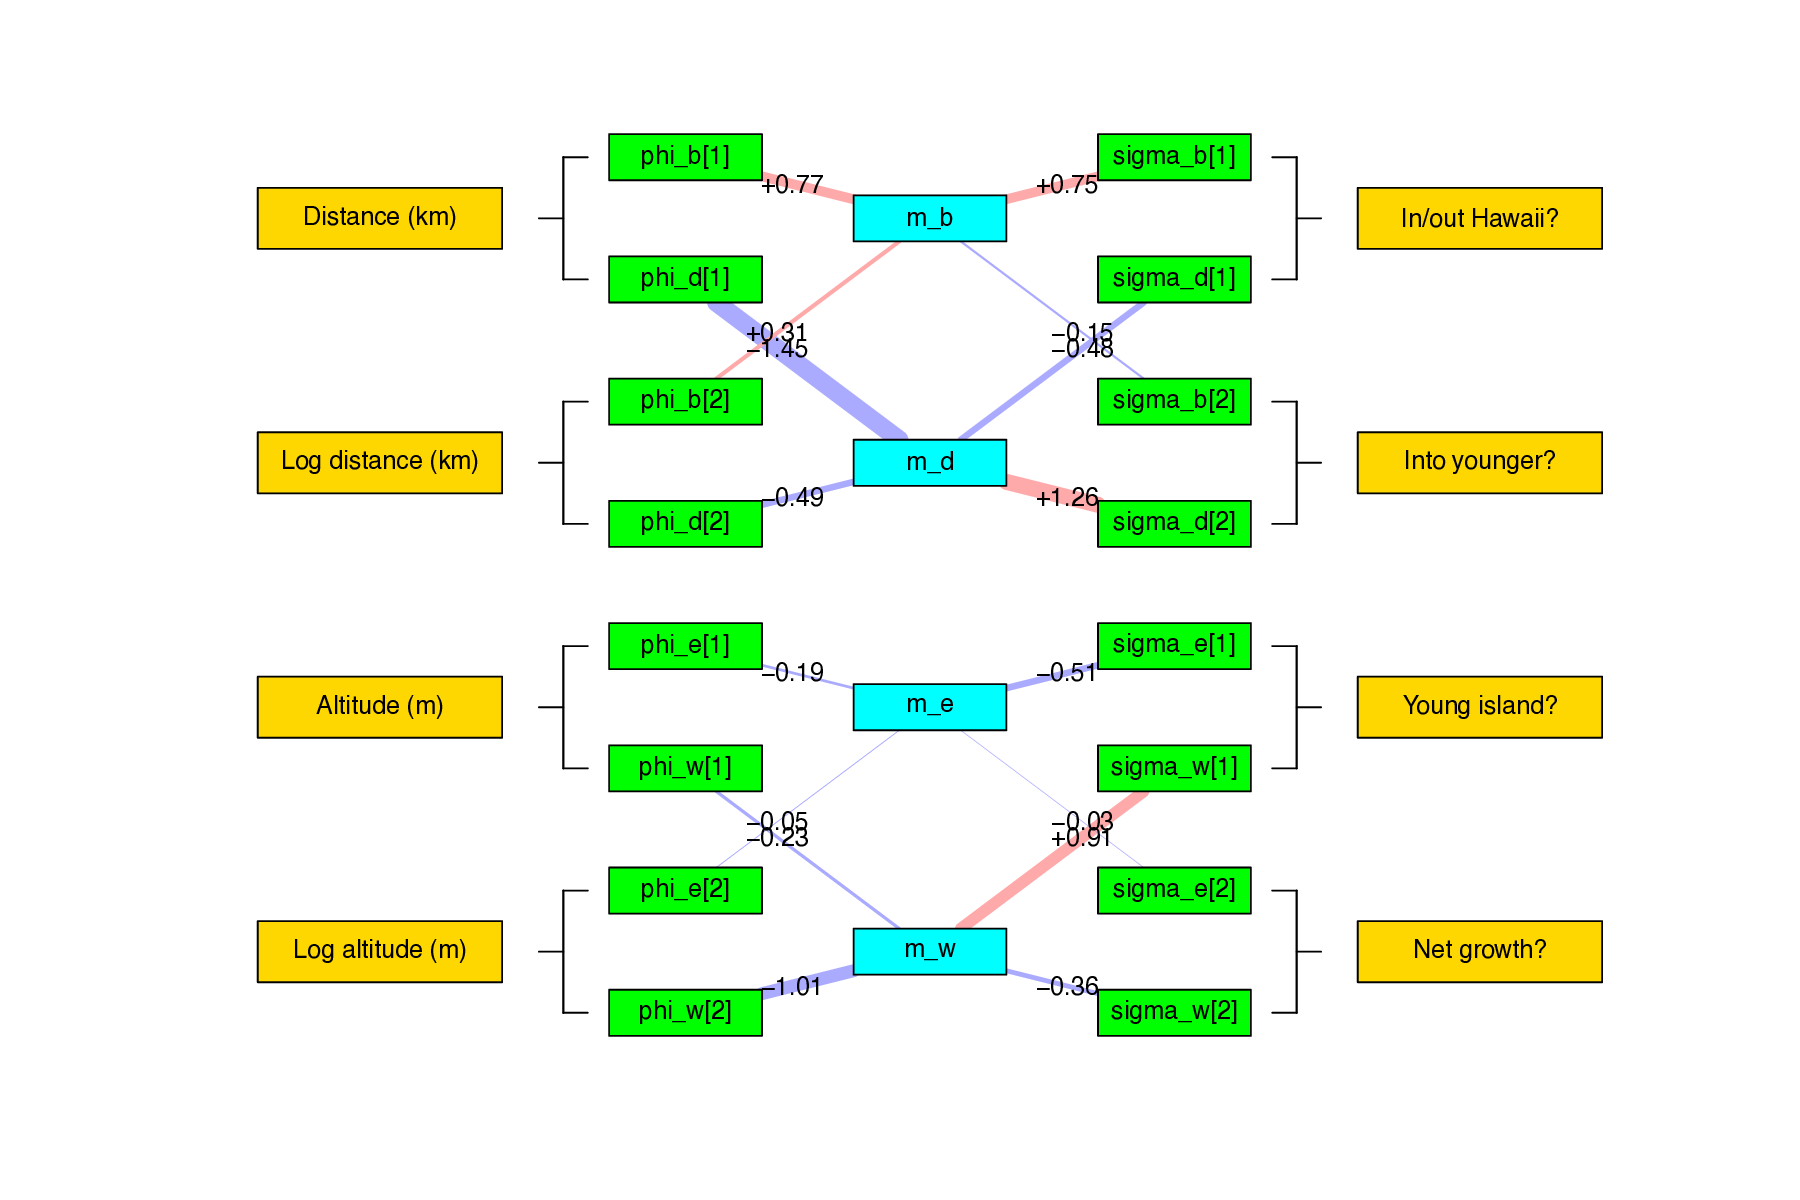 phi_b[1]
sigma_b[1]
+0.77
+0.75
Distance (km)
m_b
In/out Hawaii?
phi_d[1]
sigma_d[1]
+0.31
−0.15
−1.45
−0.48
phi_b[2]
sigma_b[2]
Log distance (km)
m_d
Into younger?
−0.49
+1.26
phi_d[2]
sigma_d[2]
phi_e[1]
sigma_e[1]
−0.19
−0.51
Altitude (m)
m_e
Young island?
phi_w[1]
sigma_w[1]
−0.05
−0.03
−0.23
+0.91
phi_e[2]
sigma_e[2]
Log altitude (m)
m_w
Net growth?
−1.01
−0.36
phi_w[2]
sigma_w[2]